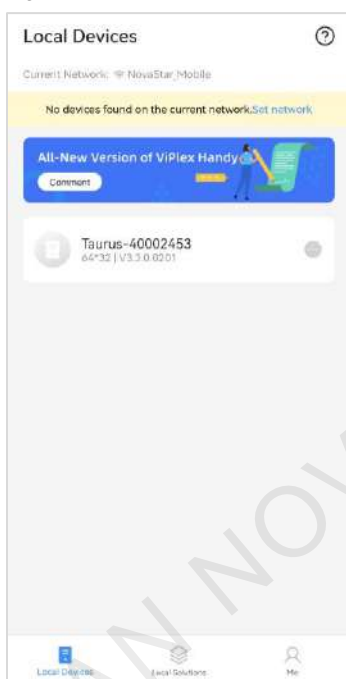 Local Devices
Current Network: NovaStar_Mobile
No devices found on the current network.Set network
All-New Version of ViPlex Handy
Comment
Taurus-40002453
64*32 | V3.3.0.0201
Local Devices
Local Solutions
Me